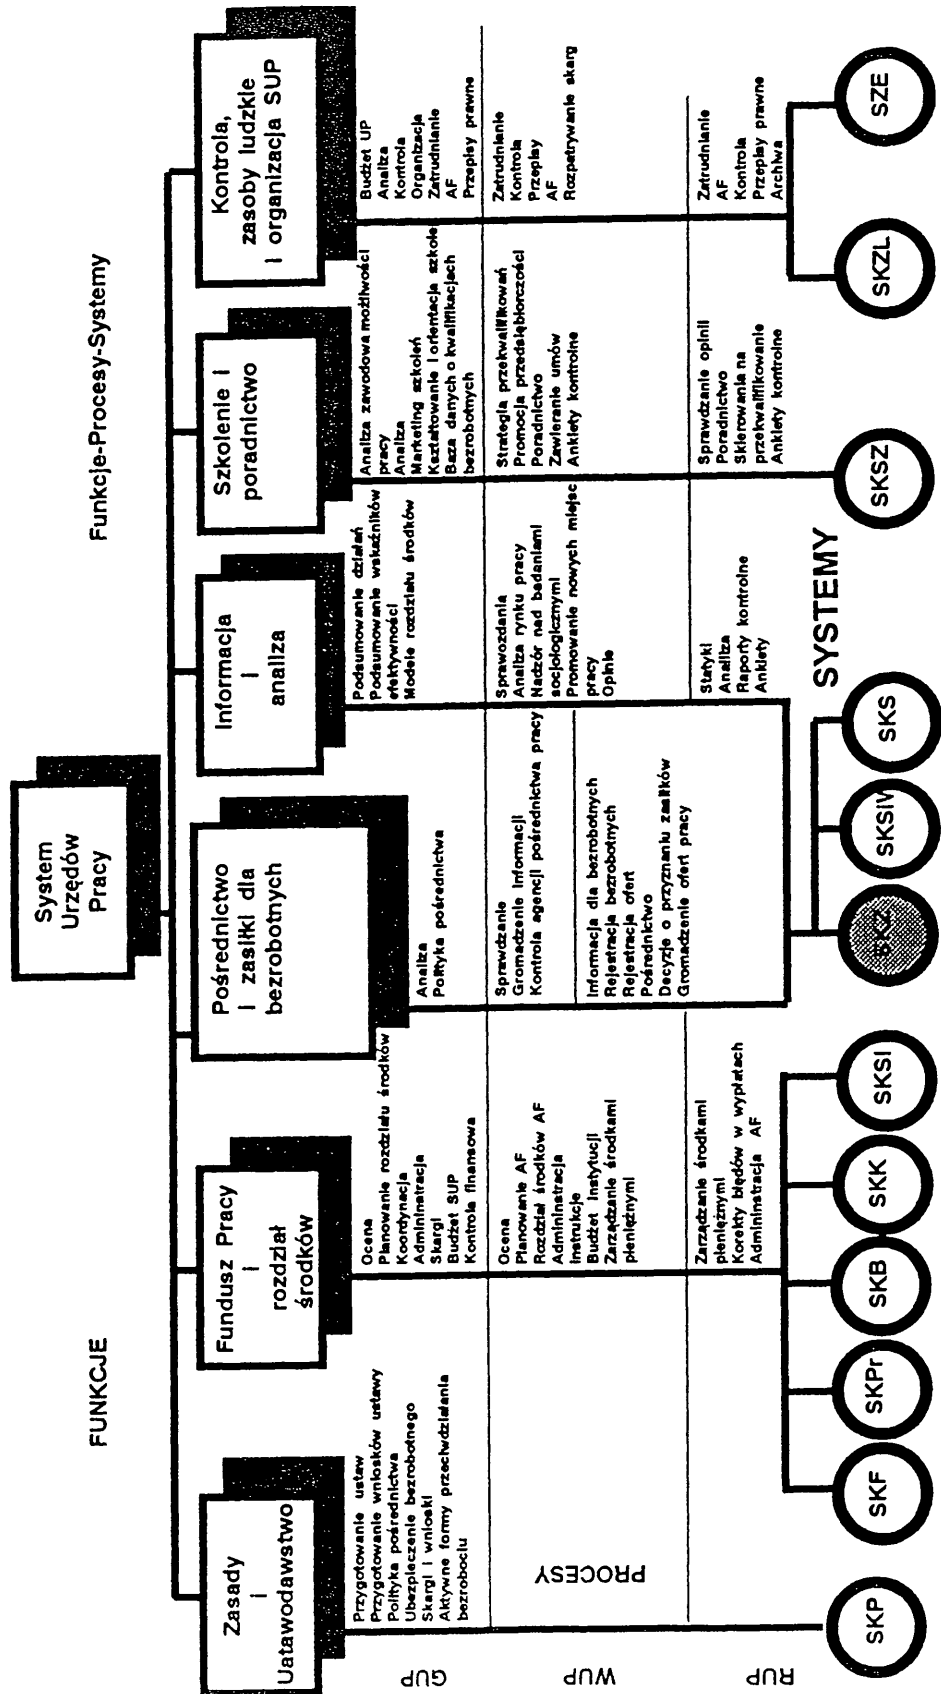 Funkcje-Procesy-Systemy
FUNKCJE
System
Urzędów
Pracy
Zasady
i
Uatawodawstwo
Fundusz Pracy
i
rozdział
środków
Pośrednictwo
i zasiłki dla
bezrobotnych
Informacja
i
analiza
Szkolenie i
poradnictwo
Kontrola,
zasoby ludzkie
i organizacja SUP
GUP
Przygotowanie ustaw
Przygotowanie wniosków ustawy
Polityka pośrednictwa
Ubezpieczenie bezrobotnego
Skargi i wnioski
Aktywne formy przechwdziałania
bezrobociu
Ocena
Planowanie rozdziału środków
Koordynacja
Admininatracja
Skargi
Budżet SUP
Kontrola finansowa
Analiza
Polityka pośrednictwa
Podsumowanie działań
Podsumowanie wskaźników
efektywności
Modele rozdziału środków
Analiza zawodowa możliwości
pracy
Analiza
Marketing szkoleń
Kształtowanie i orientacja szkole
Baza danych o kwalifikacjach
bezrobotnych
Budżet UP
Analiza
Kontrola
Organizacja
Zatrudnianie
AF
Przepisy prawne
WUP
PROCESY
Ocena
Planowanie AF
Rozdział środków AF
Admininistracja
Instrukcje
Budżet instytucji
Zarządzanie środkami
pieniężnymi
Sprawdzanie
Gromadzenie informacji
Kontrola agencji pośrednictwa pracy
Informacja dla bezrobotnych
Rejestracja bezrobotnych
Rejestracja ofert
Pośrednictwo
Decyzje o przyznaniu zasiłków
Gromadzenie ofert pracy
Sprawozdania
Analiza rynku pracy
Nadzór nad badaniami
socjologicznymi
Promowanie nowych miejsc
pracy
Opinie
Strategia przekwalifikowań
Promocja przedsiębiorczości
Poradnictwo
Zawieranie umów
Ankiety kontrolne
Zatrudnianie
Kontrola
Przepisy
AF
Rozpatrywanie skarg
RUP
Zarządzanie środkami
pieniężnymi
Korekty błędów w wypłatach
Admininstracja AF
Statyki
Analiza
Raporty kontrolne
Ankiety
Sprawdzanie opinii
Poradnictwo
Skierowania na
przekwalifikowanie
Ankiety kontrolne
Zatrudnianie
AF
Kontrola
Przepisy prawne
Archiwa
SYSTEMY
SKP
SKF
SKPr
SKB
SKK
SKSI
SKZ
SKSiW
SKS
SKSZ
SKZL
SZE